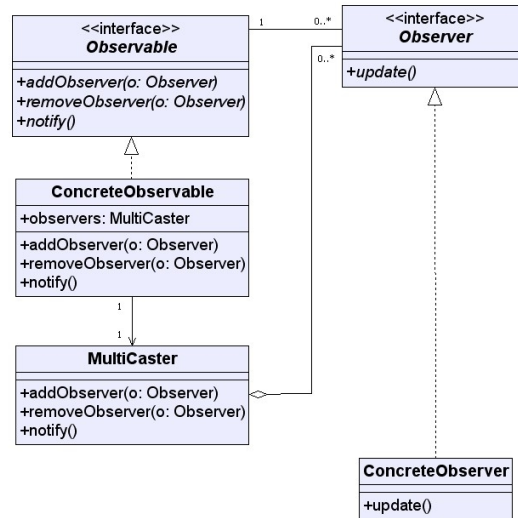 <<interface>>
Observable
+addObserver(o: Observer)
+removeObserver(o: Observer)
+notify()
1
0..*
<<interface>>
Observer
0..*
+update()
ConcreteObservable
+observers: MultiCaster
+addObserver(o: Observer)
+removeObserver(o: Observer)
+notify()
1
1
MultiCaster
+addObserver(o: Observer)
+removeObserver(o: Observer)
+notify()
ConcreteObserver
+update()